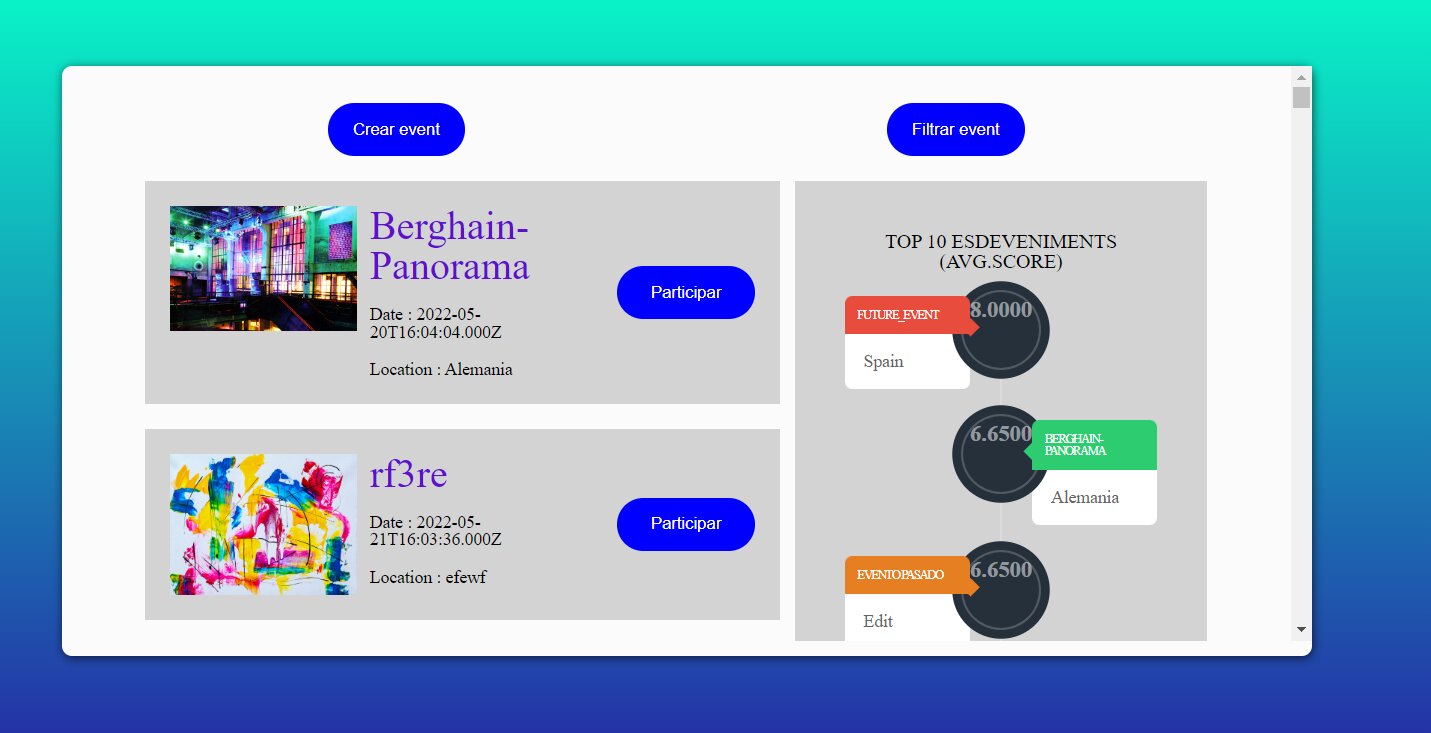 Crear event
Filtrar event
Berghain-
Panorama
Date : 2022-05-
20T16:04:04.000Z
Location : Alemania
Participar
rf3re
Date : 2022-05-
21T16:03:36.000Z
Location : efewf
Participar
TOP 10 ESDEVENIMENTS
(AVG.SCORE)
8.0000
FUTURE_EVENT
Spain
6.6500
BERGHAIN-
PANORAMA
Alemania
6.6500
EVENTO PASADO
Edit